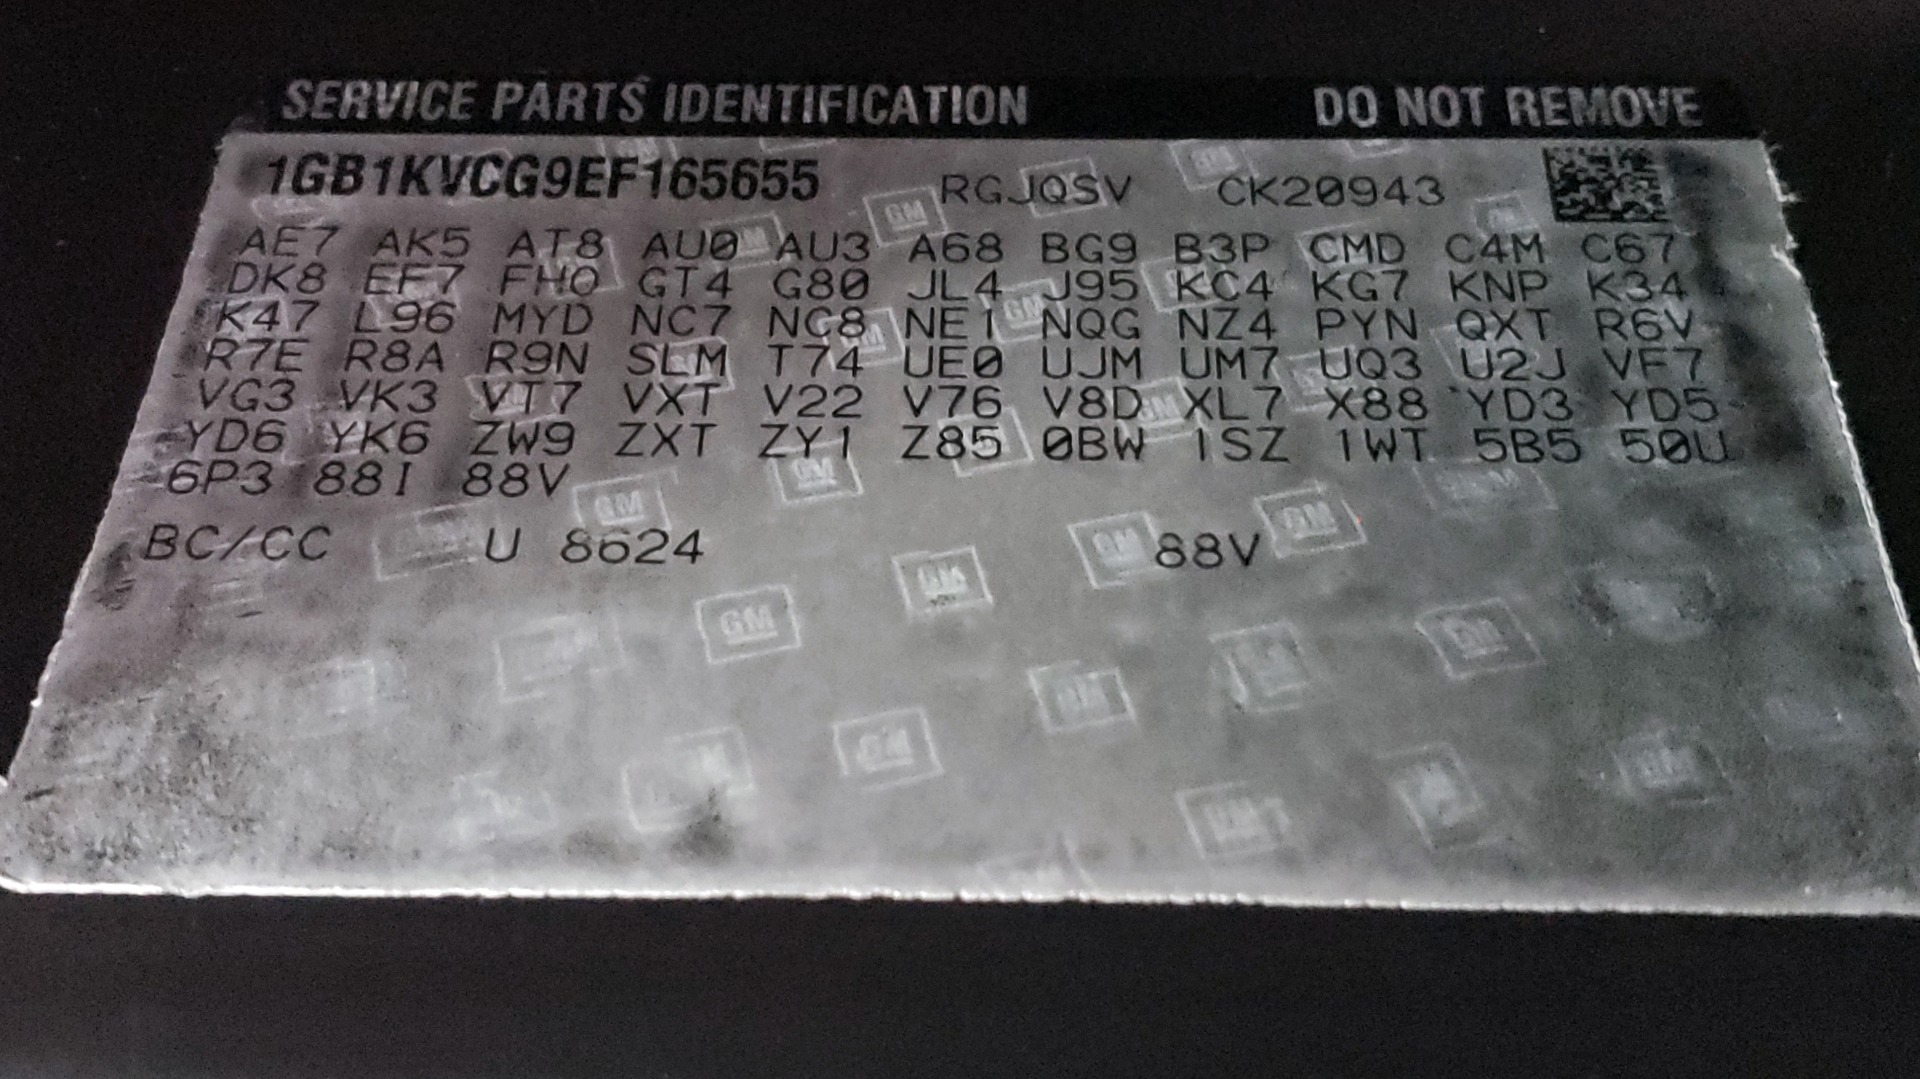 SERVICE PARTS IDENTIFICATION DO NOT REMOVE
1GB1KVCG9EF165655 RGJQSV CK20943
AE7 AK5 AT8 AU0 AU3 A68 BG9 B3P CMD C4M C67
DK8 EF7 FHO GT4 G80 JL4 J95 KC4 KG7 KNP K34
K47 L96 MYD NC7 NC8 NE1 NQG NZ4 PYN QXT R6V
R7E R8A R9N SLM T74 UE0 UJM UM7 UQ3 U2J VF7
VG3 VK3 VT7 VXT V22 V76 V8D XL7 X88 YD3 YD5
YD6 YK6 ZW9 ZXT ZY1 Z85 0BW 1SZ 1WT 5B5 50U
6P3 88I 88V
BC/CC U 8624 88V